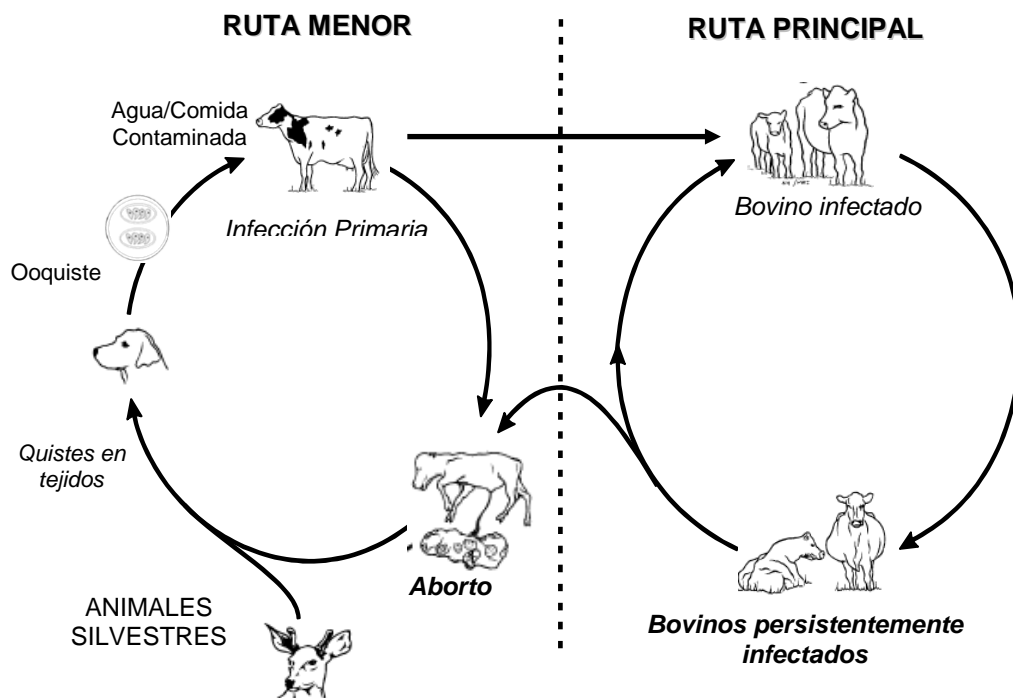 RUTA MENOR
RUTA PRINCIPAL
Agua/Comida
Contaminada
Infección Primaria
Bovino infectado
Ooquiste
Quistes en
tejidos
Aborto
ANIMALES
SILVESTRES
Bovinos persistentemente
infectados